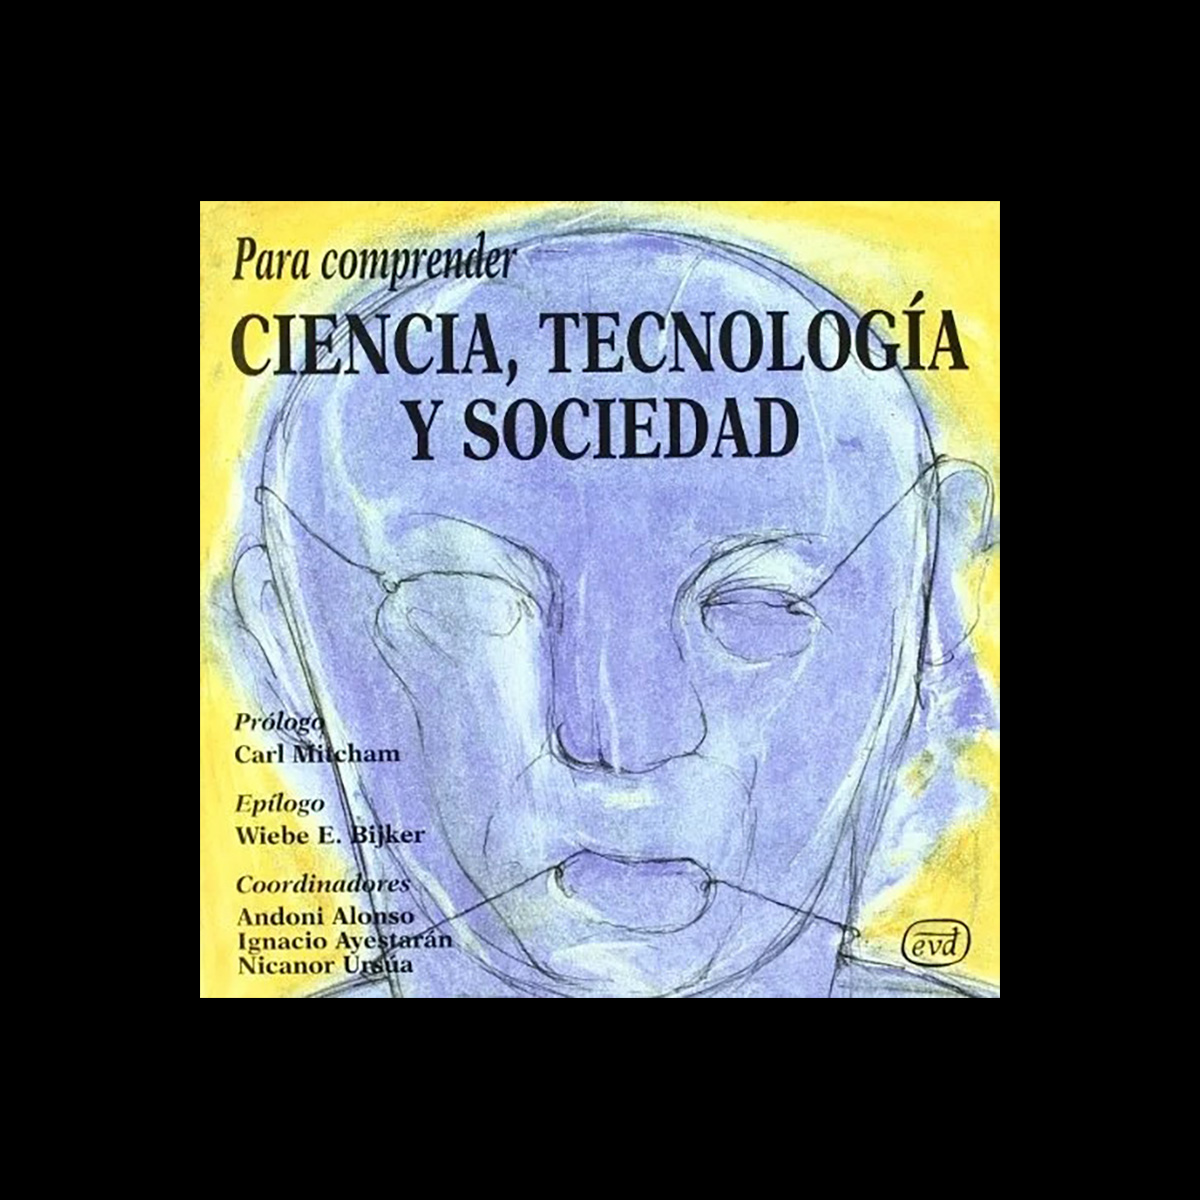 Para comprender
CIENCIA, TECNOLOGÍA
Y SOCIEDAD
Prólogo
Carl Mitcham
Epílogo
Wiebe E. Bijker
Coordinadores
Andoni Alonso
Ignacio Ayestarán
Nicanor Ursúa
evd